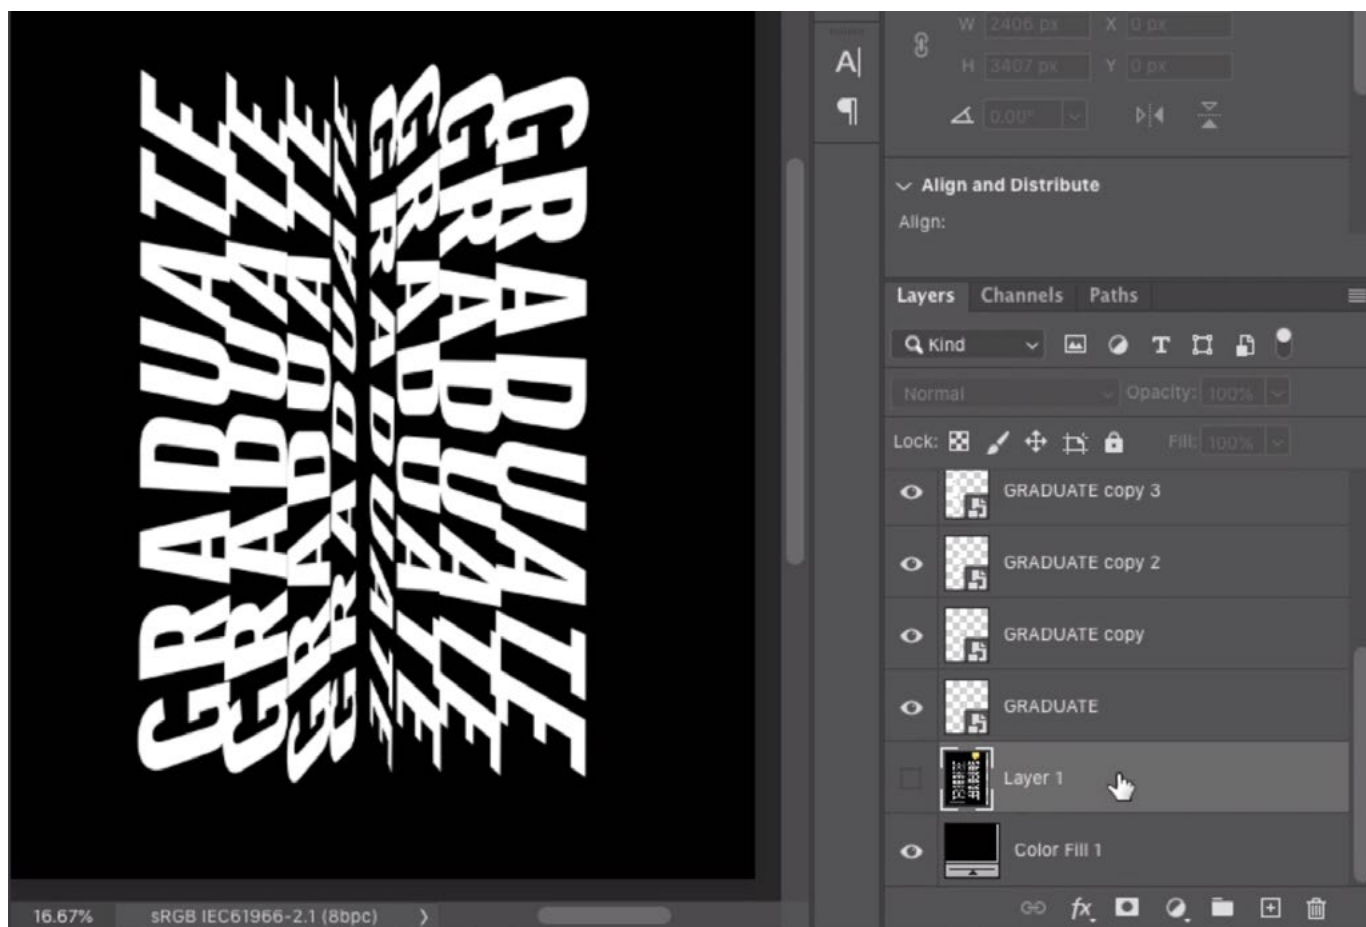 GRADUATE
GRADUATE
GRADUATE
GRADUATE
GRADUATE
GRADUATE
GRADUATE
GRADUATE
A|
¶
W 2406 px X 0 px
H 3407 px Y 0 px
0.00°
Align and Distribute
Align:
Layers Channels Paths
Kind T
Normal Opacity: 100%
Lock: Fill: 100%
GRADUATE copy 3
GRADUATE copy 2
GRADUATE copy
GRADUATE
Layer 1
Color Fill 1
fx
16.67% sRGB IEC61966-2.1 (8bpc)